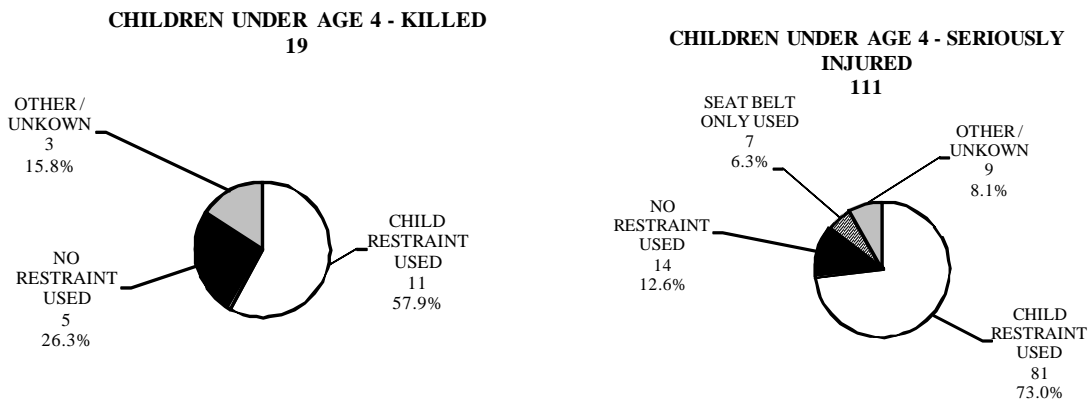 CHILDREN UNDER AGE 4 - KILLED
19
OTHER /
UNKOWN
3
15.8%
NO
RESTRAINT
USED
5
26.3%
CHILD
RESTRAINT
USED
11
57.9%
CHILDREN UNDER AGE 4 - SERIOUSLY
INJURED
111
SEAT BELT
ONLY USED
7
6.3%
OTHER /
UNKOWN
9
8.1%
NO
RESTRAINT
USED
14
12.6%
CHILD
RESTRAINT
USED
81
73.0%